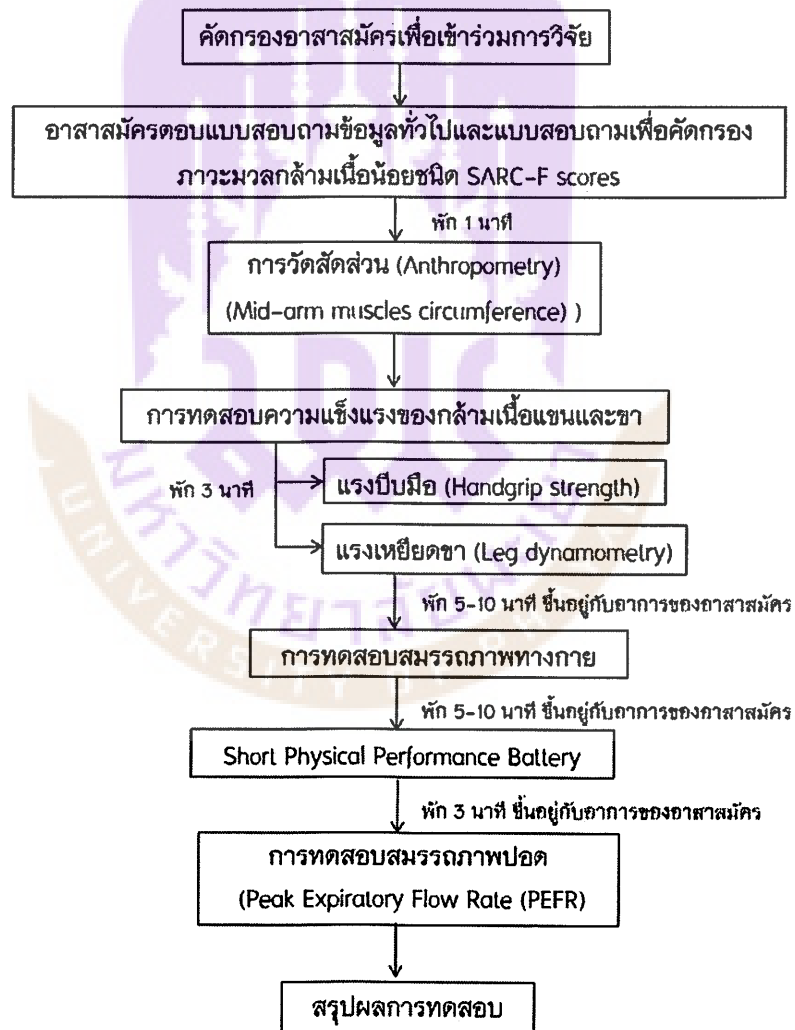 คัดกรองอาสาสมัครเพื่อเข้าร่วมการวิจัย
อาสาสมัครตอบแบบสอบถามข้อมูลทั่วไปและแบบสอบถามเพื่อคัดกรอง
ภาวะมวลกล้ามเนื้อน้อยชนิด SARC-F scores
พัก 1 นาที
การวัดสัดส่วน (Anthropometry)
(Mid-arm muscles circumference) )
การทดสอบความแข็งแรงของกล้ามเนื้อแขนและขา
พัก 3 นาที
แรงบีบมือ (Handgrip strength)
แรงเหยียดขา (Leg dynamometry)
พัก 5-10 นาที ขึ้นอยู่กับอาการของอาสาสมัคร
การทดสอบสมรรถภาพทางกาย
พัก 5-10 นาที ขึ้นอยู่กับอาการของอาสาสมัคร
Short Physical Performance Battery
พัก 3 นาที ขึ้นอยู่กับอาการของอาสาสมัคร
การทดสอบสมรรถภาพปอด
(Peak Expiratory Flow Rate (PEFR)
สรุปผลการทดสอบ
มหาวิทยาลัยพะเยา
UNIVERSITY OF